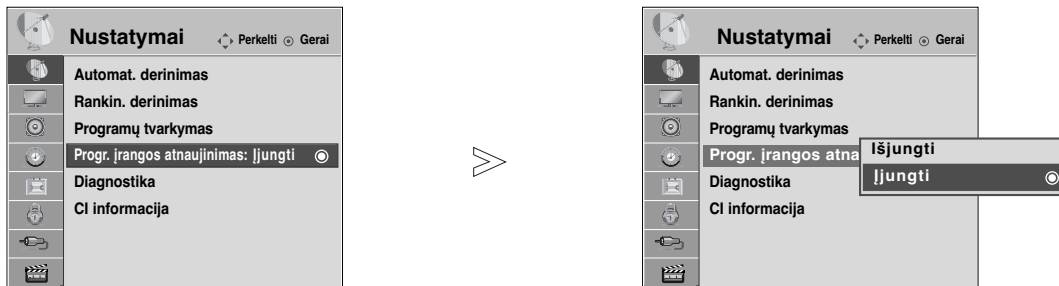 Nustatymai Perkelti Gerai
Automat. derinimas
Rankin. derinimas
Programų tvarkymas
Progr. įrangos atnaujinimas: Įjungti
Diagnostika
CI informacija
Nustatymai Perkelti Gerai
Automat. derinimas
Rankin. derinimas
Programų tvarkymas
Progr. įrangos atna
Išjungti
Įjungti
Diagnostika
CI informacija